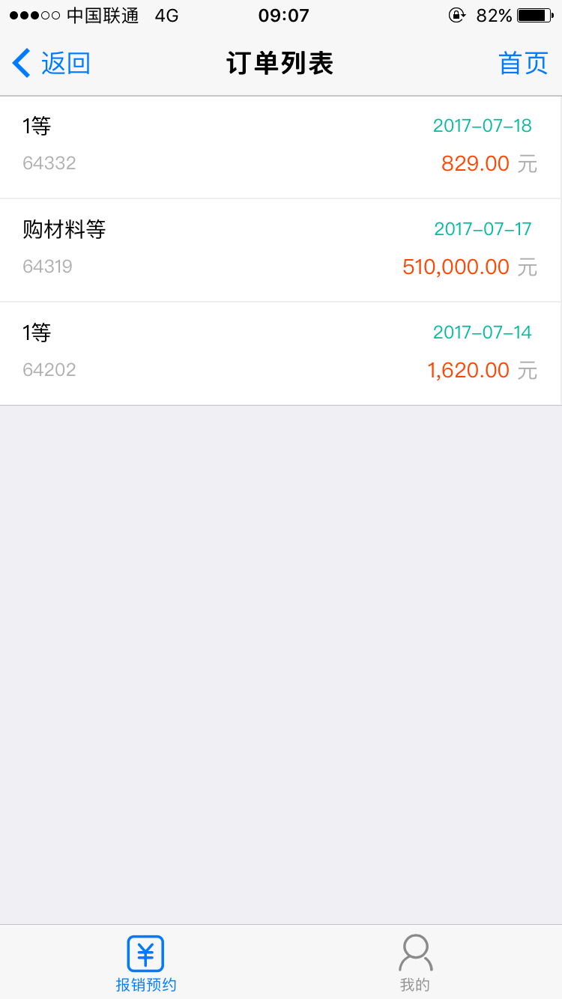 中国联通 4G 09:07 82%
返回 订单列表 首页
1等 2017-07-18
64332 829.00 元
购材料等 2017-07-17
64319 510,000.00 元
1等 2017-07-14
64202 1,620.00 元
¥
报销预约 我的